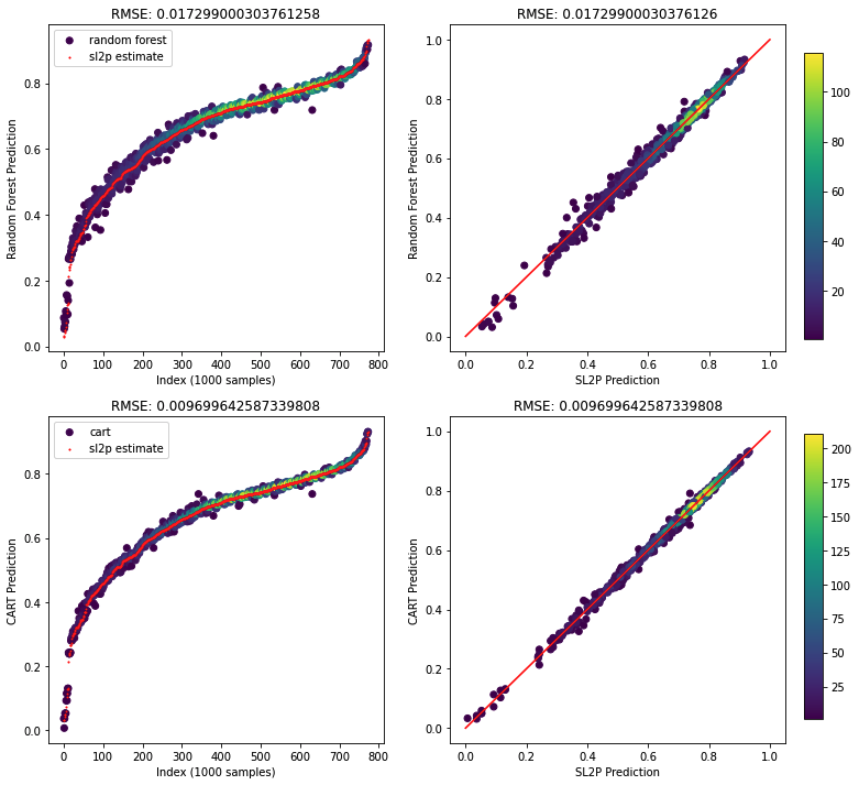 RMSE: 0.017299000303761258
random forest
sl2p estimate
Random Forest Prediction
0.8
0.6
0.4
0.2
0.0
0 100 200 300 400 500 600 700 800
Index (1000 samples)
RMSE: 0.01729900030376126
Random Forest Prediction
1.0
0.8
0.6
0.4
0.2
0.0
0.0 0.2 0.4 0.6 0.8 1.0
SL2P Prediction
100
80
60
40
20
RMSE: 0.009699642587339808
cart
sl2p estimate
CART Prediction
0.8
0.6
0.4
0.2
0.0
0 100 200 300 400 500 600 700 800
Index (1000 samples)
RMSE: 0.009699642587339808
CART Prediction
1.0
0.8
0.6
0.4
0.2
0.0
0.0 0.2 0.4 0.6 0.8 1.0
SL2P Prediction
200
175
150
125
100
75
50
25